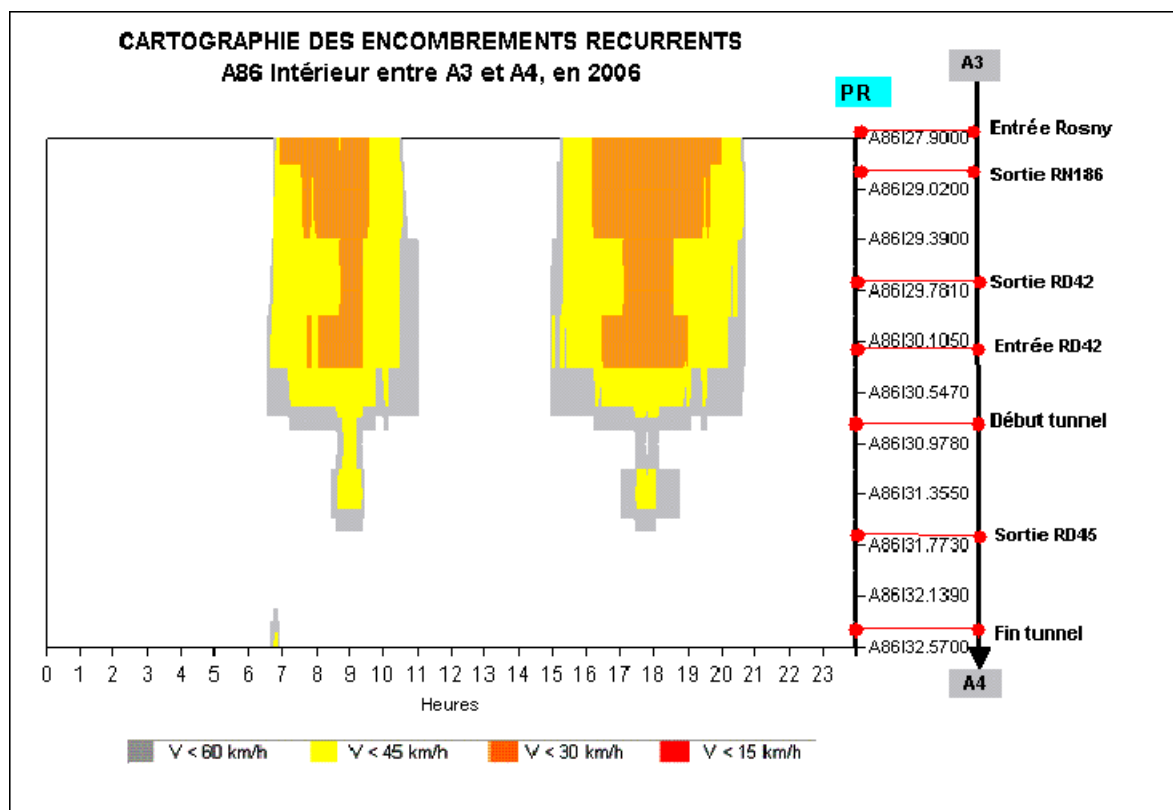 CARTOGRAPHIE DES ENCOMBREMENTS RECURRENTS
A86 Intérieur entre A3 et A4, en 2006
A3
PR
A86I27.9000
Entrée Rosny
A86I29.0200
Sortie RN186
A86I29.3900
A86I29.7810
Sortie RD42
A86I30.1050
Entrée RD42
A86I30.5470
Début tunnel
A86I30.9780
A86I31.3550
Sortie RD45
A86I31.7730
A86I32.1390
Fin tunnel
A86I32.5700
A4
0 1 2 3 4 5 6 7 8 9 10 11 12 13 14 15 16 17 18 19 20 21 22 23
Heures
V < 60 km/h V < 45 km/h V < 30 km/h V < 15 km/h